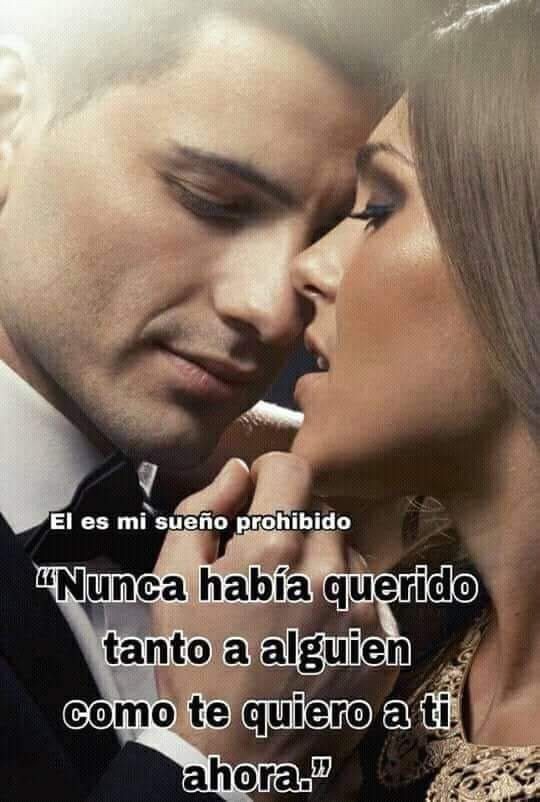 El es mi sueño prohibido
“Nunca había querido
tanto a alguien
como te quiero a ti
ahora.”